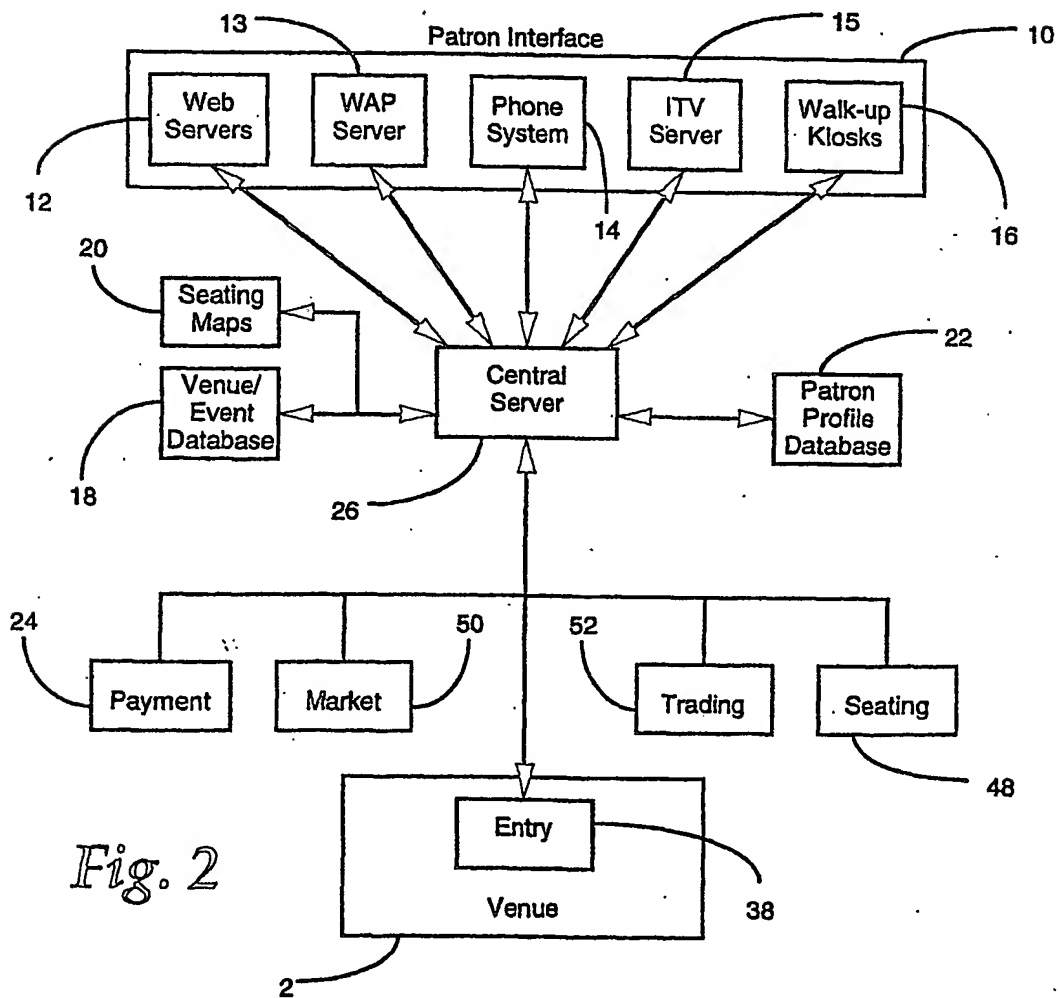 13
15
10
Patron Interface
Web
Servers
WAP
Server
Phone
System
ITV
Server
Walk-up
Kiosks
12
14
16
20
Seating
Maps
22
Central
Server
Venue/
Event
Database
Patron
Profile
Database
18
26
24
50
52
Payment
Market
Trading
Seating
48
Entry
Fig. 2
Venue
38
2